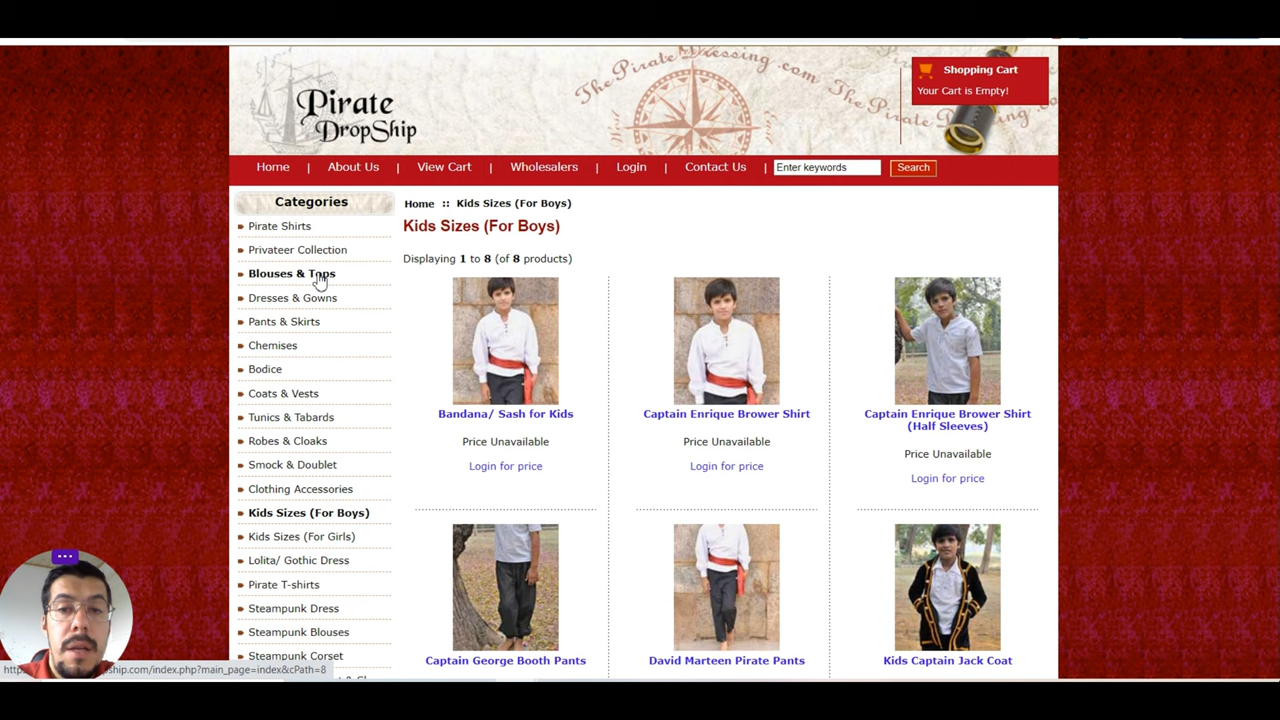 Pirate
DropShip
The Pirate Dressing .com The Pirate
Shopping Cart
Your Cart is Empty!
Home | About Us | View Cart | Wholesalers | Login | Contact Us | Enter keywords Search
Categories
Pirate Shirts
Privateer Collection
Blouses & Tops
Dresses & Gowns
Pants & Skirts
Chemises
Bodice
Coats & Vests
Tunics & Tabards
Robes & Cloaks
Smock & Doublet
Clothing Accessories
Kids Sizes (For Boys)
Kids Sizes (For Girls)
Lolita/ Gothic Dress
Pirate T-shirts
Steampunk Dress
Steampunk Blouses
Steampunk Corset
Home :: Kids Sizes (For Boys)
Kids Sizes (For Boys)
Displaying 1 to 8 (of 8 products)
Bandana/ Sash for Kids
Price Unavailable
Login for price
Captain Enrique Brower Shirt
Price Unavailable
Login for price
Captain Enrique Brower Shirt
(Half Sleeves)
Price Unavailable
Login for price
Captain George Booth Pants
David Marteen Pirate Pants
Kids Captain Jack Coat
ship.com/index.php?main_page=index&cPath=8